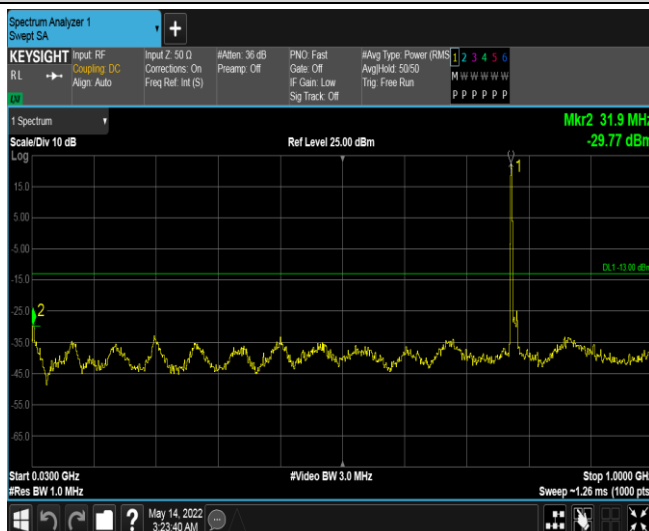 Spectrum Analyzer 1
Swept SA
+
KEYSIGHT Input: RF Input Z: 50 Ω #Atten: 36 dB PNO: Fast #Avg Type: Power (RMS 1 2 3 4 5 6
RL Coupling: DC Corrections: On Preamp: Off Gate: Off Avg|Hold: 50/50 M W W W W W
Align: Auto Freq Ref: Int (S) IF Gain: Low Trig: Free Run
Sig Track: Off P P P P P P
1 Spectrum Mkr2 31.9 MHz
Scale/Div 10 dB Ref Level 25.00 dBm -29.77 dBm
Log
1
15.0
5.00
-5.00
DL1 -13.00 dBm
-15.0
-25.0
2
-35.0
-45.0
-55.0
-65.0
Start 0.0300 GHz #Video BW 3.0 MHz Stop 1.0000 GHz
#Res BW 1.0 MHz Sweep ~1.26 ms (1000 pts
? May 14, 2022
3:23:40 AM